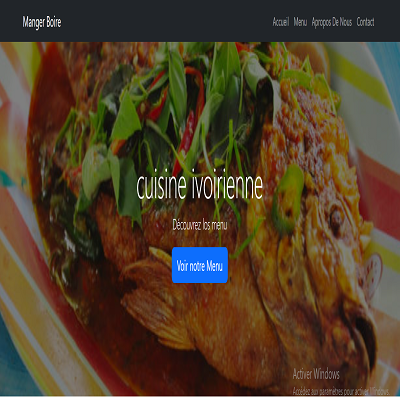 Manger Boire
Accueil Menu Apropos De Nous Contact
cuisine ivoirienne
Découvrez los menu
Voir notre Menu
Activer Windows
Accédez aux paramètres pour activer Windows.